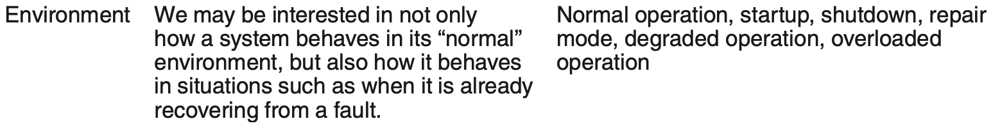 Environment
We may be interested in not only
how a system behaves in its “normal”
environment, but also how it behaves
in situations such as when it is already
recovering from a fault.
Normal operation, startup, shutdown, repair
mode, degraded operation, overloaded
operation